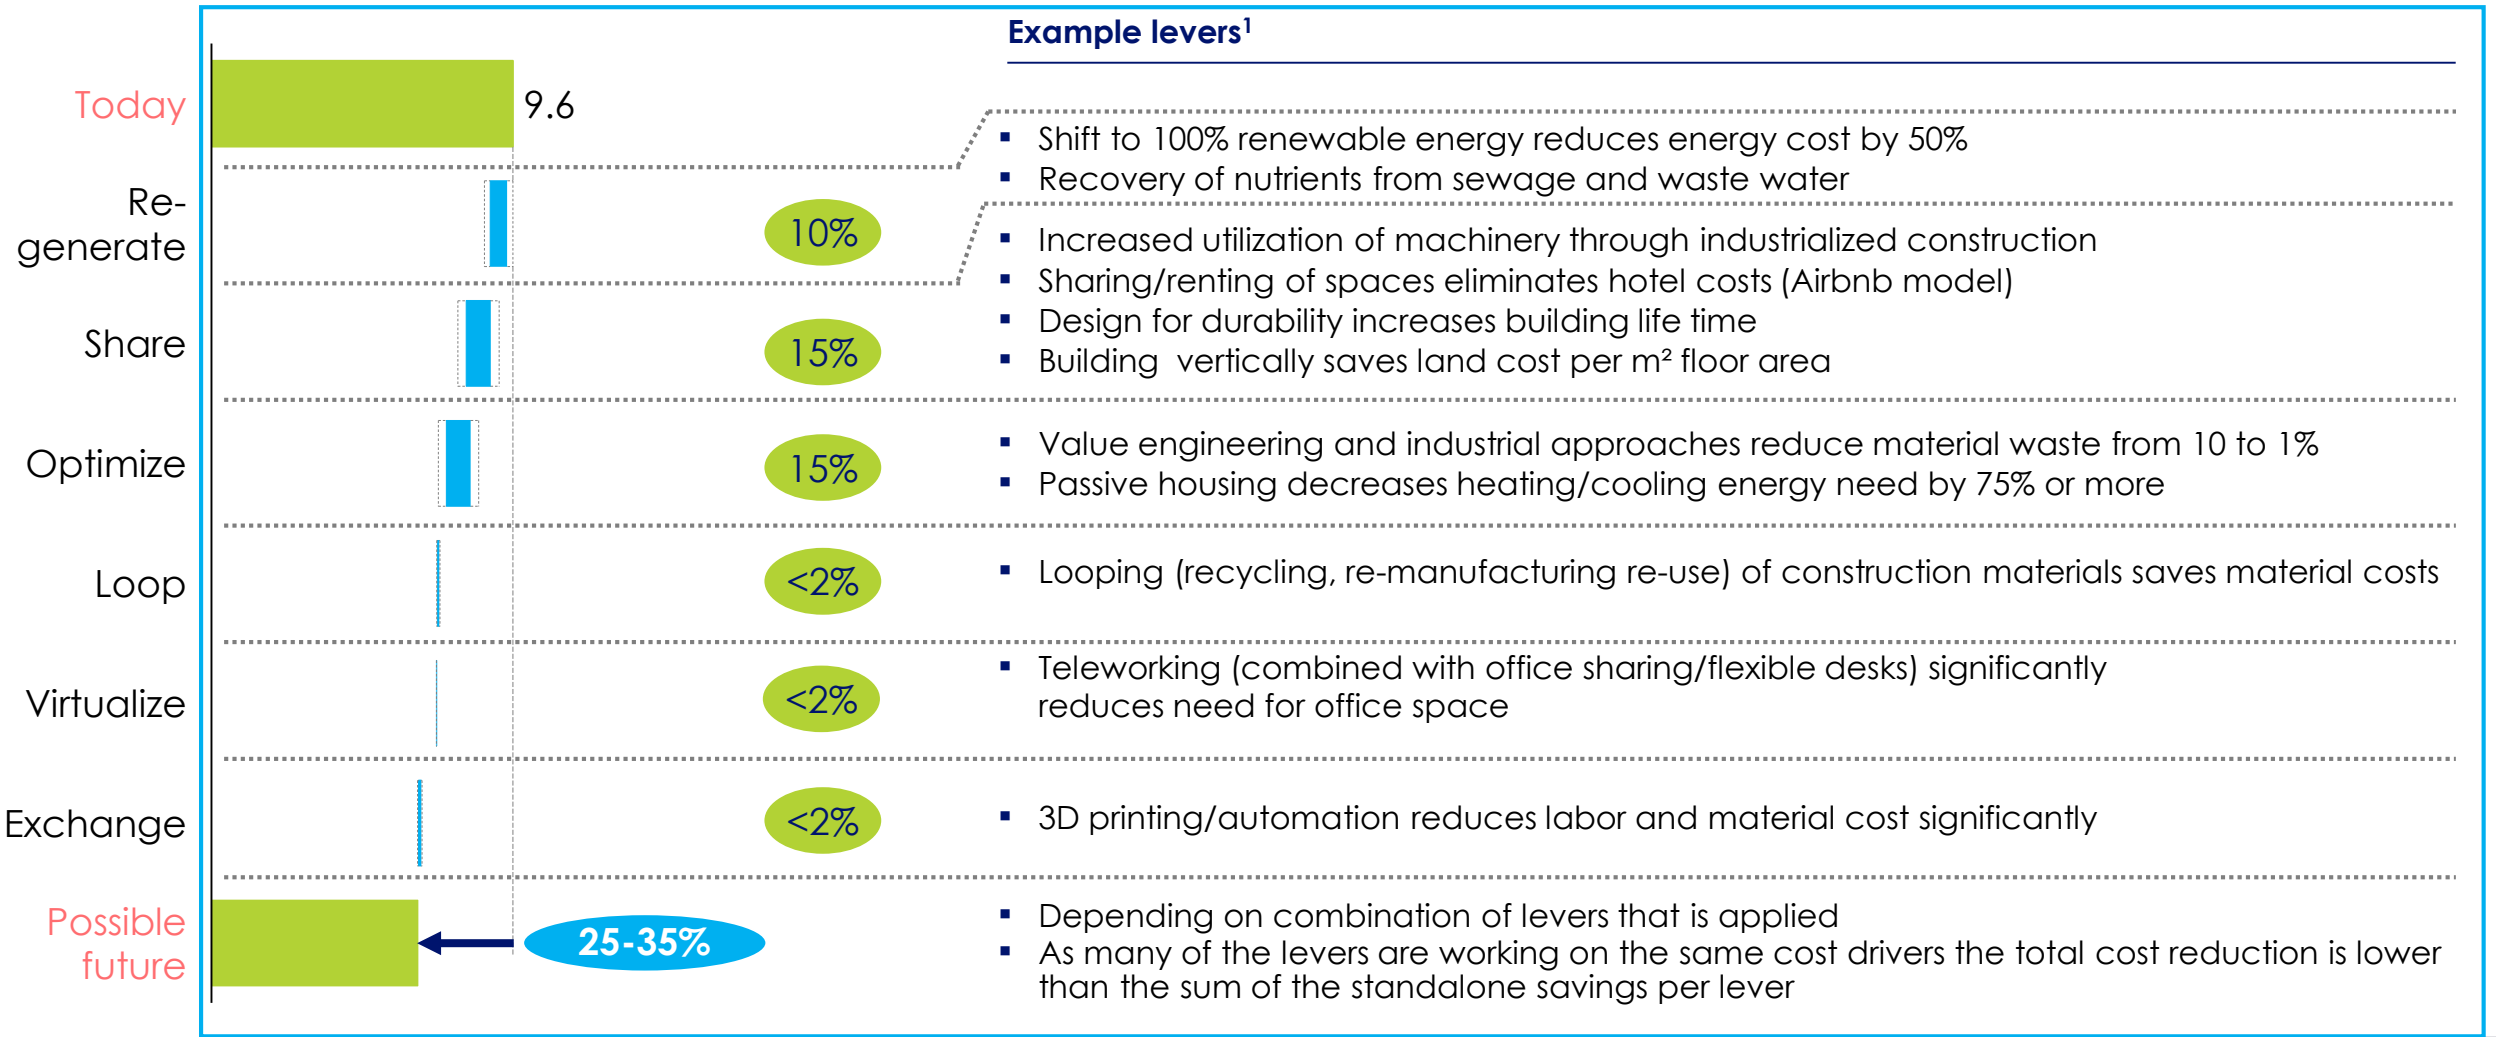 Example levers¹
Today
9.6
Re-
generate
10%
▪ Shift to 100% renewable energy reduces energy cost by 50%
▪ Recovery of nutrients from sewage and waste water
Share
15%
▪ Increased utilization of machinery through industrialized construction
▪ Sharing/renting of spaces eliminates hotel costs (Airbnb model)
▪ Design for durability increases building life time
▪ Building vertically saves land cost per m² floor area
Optimize
15%
▪ Value engineering and industrial approaches reduce material waste from 10 to 1%
▪ Passive housing decreases heating/cooling energy need by 75% or more
Loop
<2%
▪ Looping (recycling, re-manufacturing re-use) of construction materials saves material costs
Virtualize
<2%
▪ Teleworking (combined with office sharing/flexible desks) significantly
reduces need for office space
Exchange
<2%
▪ 3D printing/automation reduces labor and material cost significantly
Possible
future
25-35%
▪ Depending on combination of levers that is applied
▪ As many of the levers are working on the same cost drivers the total cost reduction is lower
than the sum of the standalone savings per lever